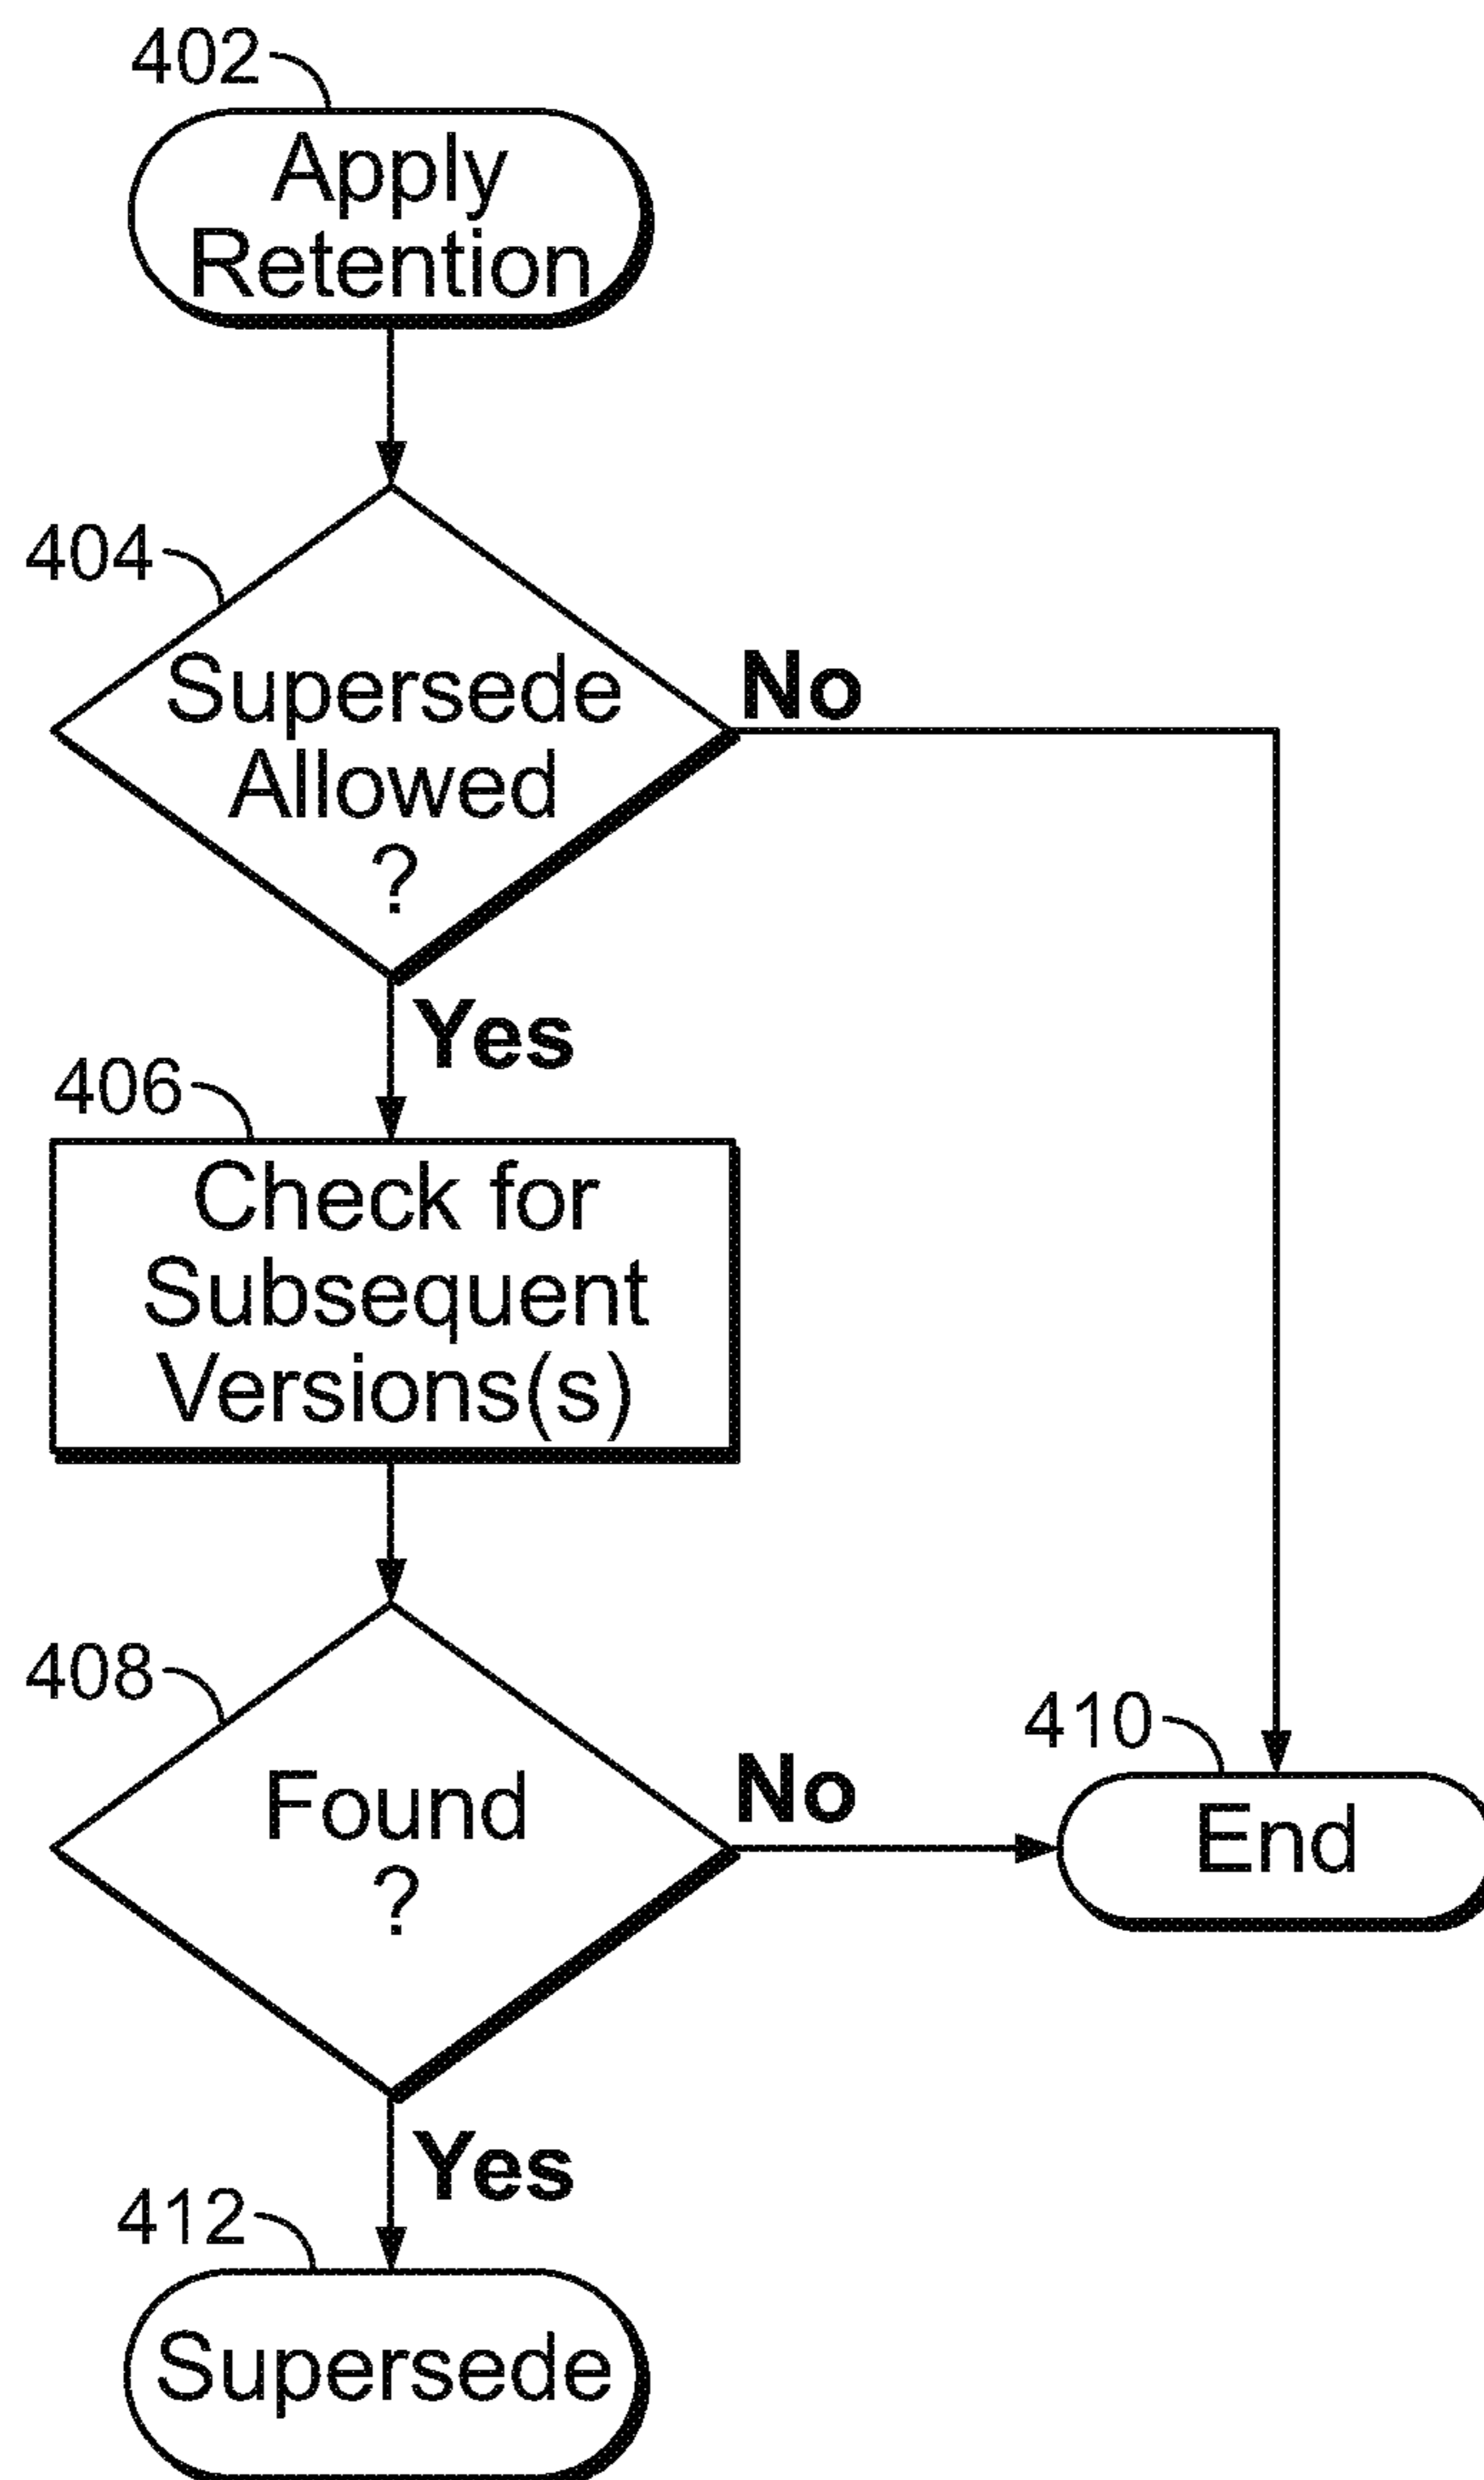 402
Apply
Retention
404
Supersede
Allowed
?
No
Yes
406
Check for
Subsequent
Versions(s)
408
Found
?
No
410
End
Yes
412
Supersede